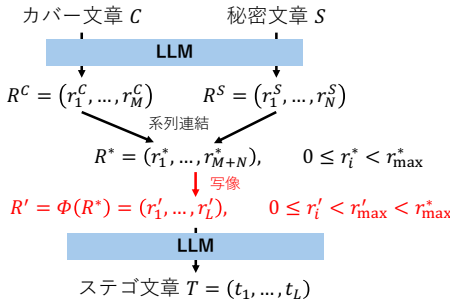 カバー文章 C 秘密文章 S
LLM
R^C = (r_1^C, …, r_M^C) R^S = (r_1^S, …, r_N^S)
系列連結
R^* = (r_1^*, …, r_{M+N}^*), 0 ≤ r_i^* < r_max^*
写像
R′ = Φ(R^*) = (r_1′, …, r_L′), 0 ≤ r_i′ < r_max′ < r_max^*
LLM
ステゴ文章 T = (t_1, …, t_L)